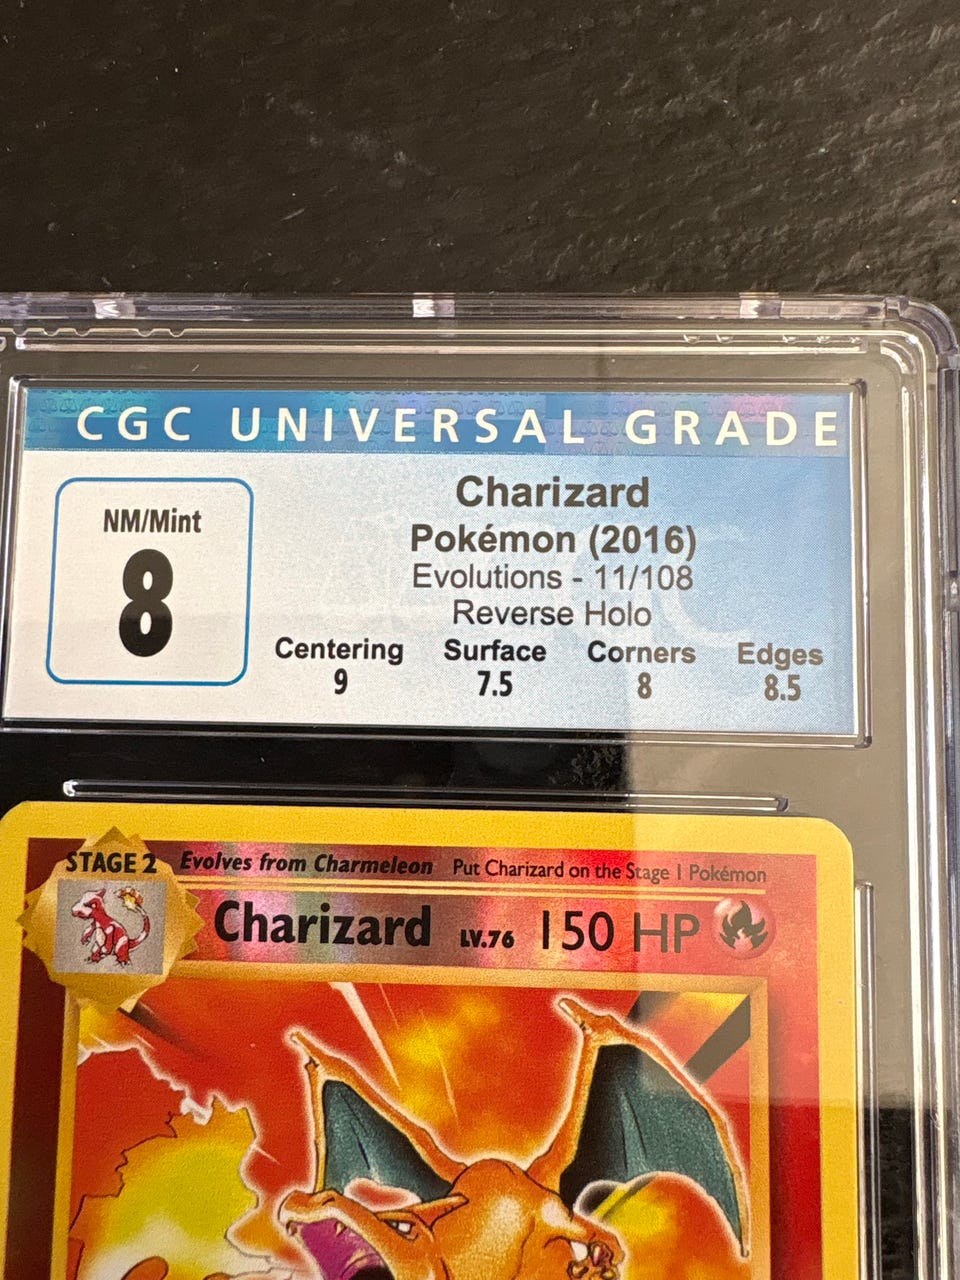 CGC UNIVERSAL GRADE
NM/Mint
8
Charizard
Pokémon (2016)
Evolutions - 11/108
Reverse Holo
Centering Surface Corners Edges
9 7.5 8 8.5
STAGE 2 Evolves from Charmeleon Put Charizard on the Stage 1 Pokémon
Charizard LV.76 150 HP